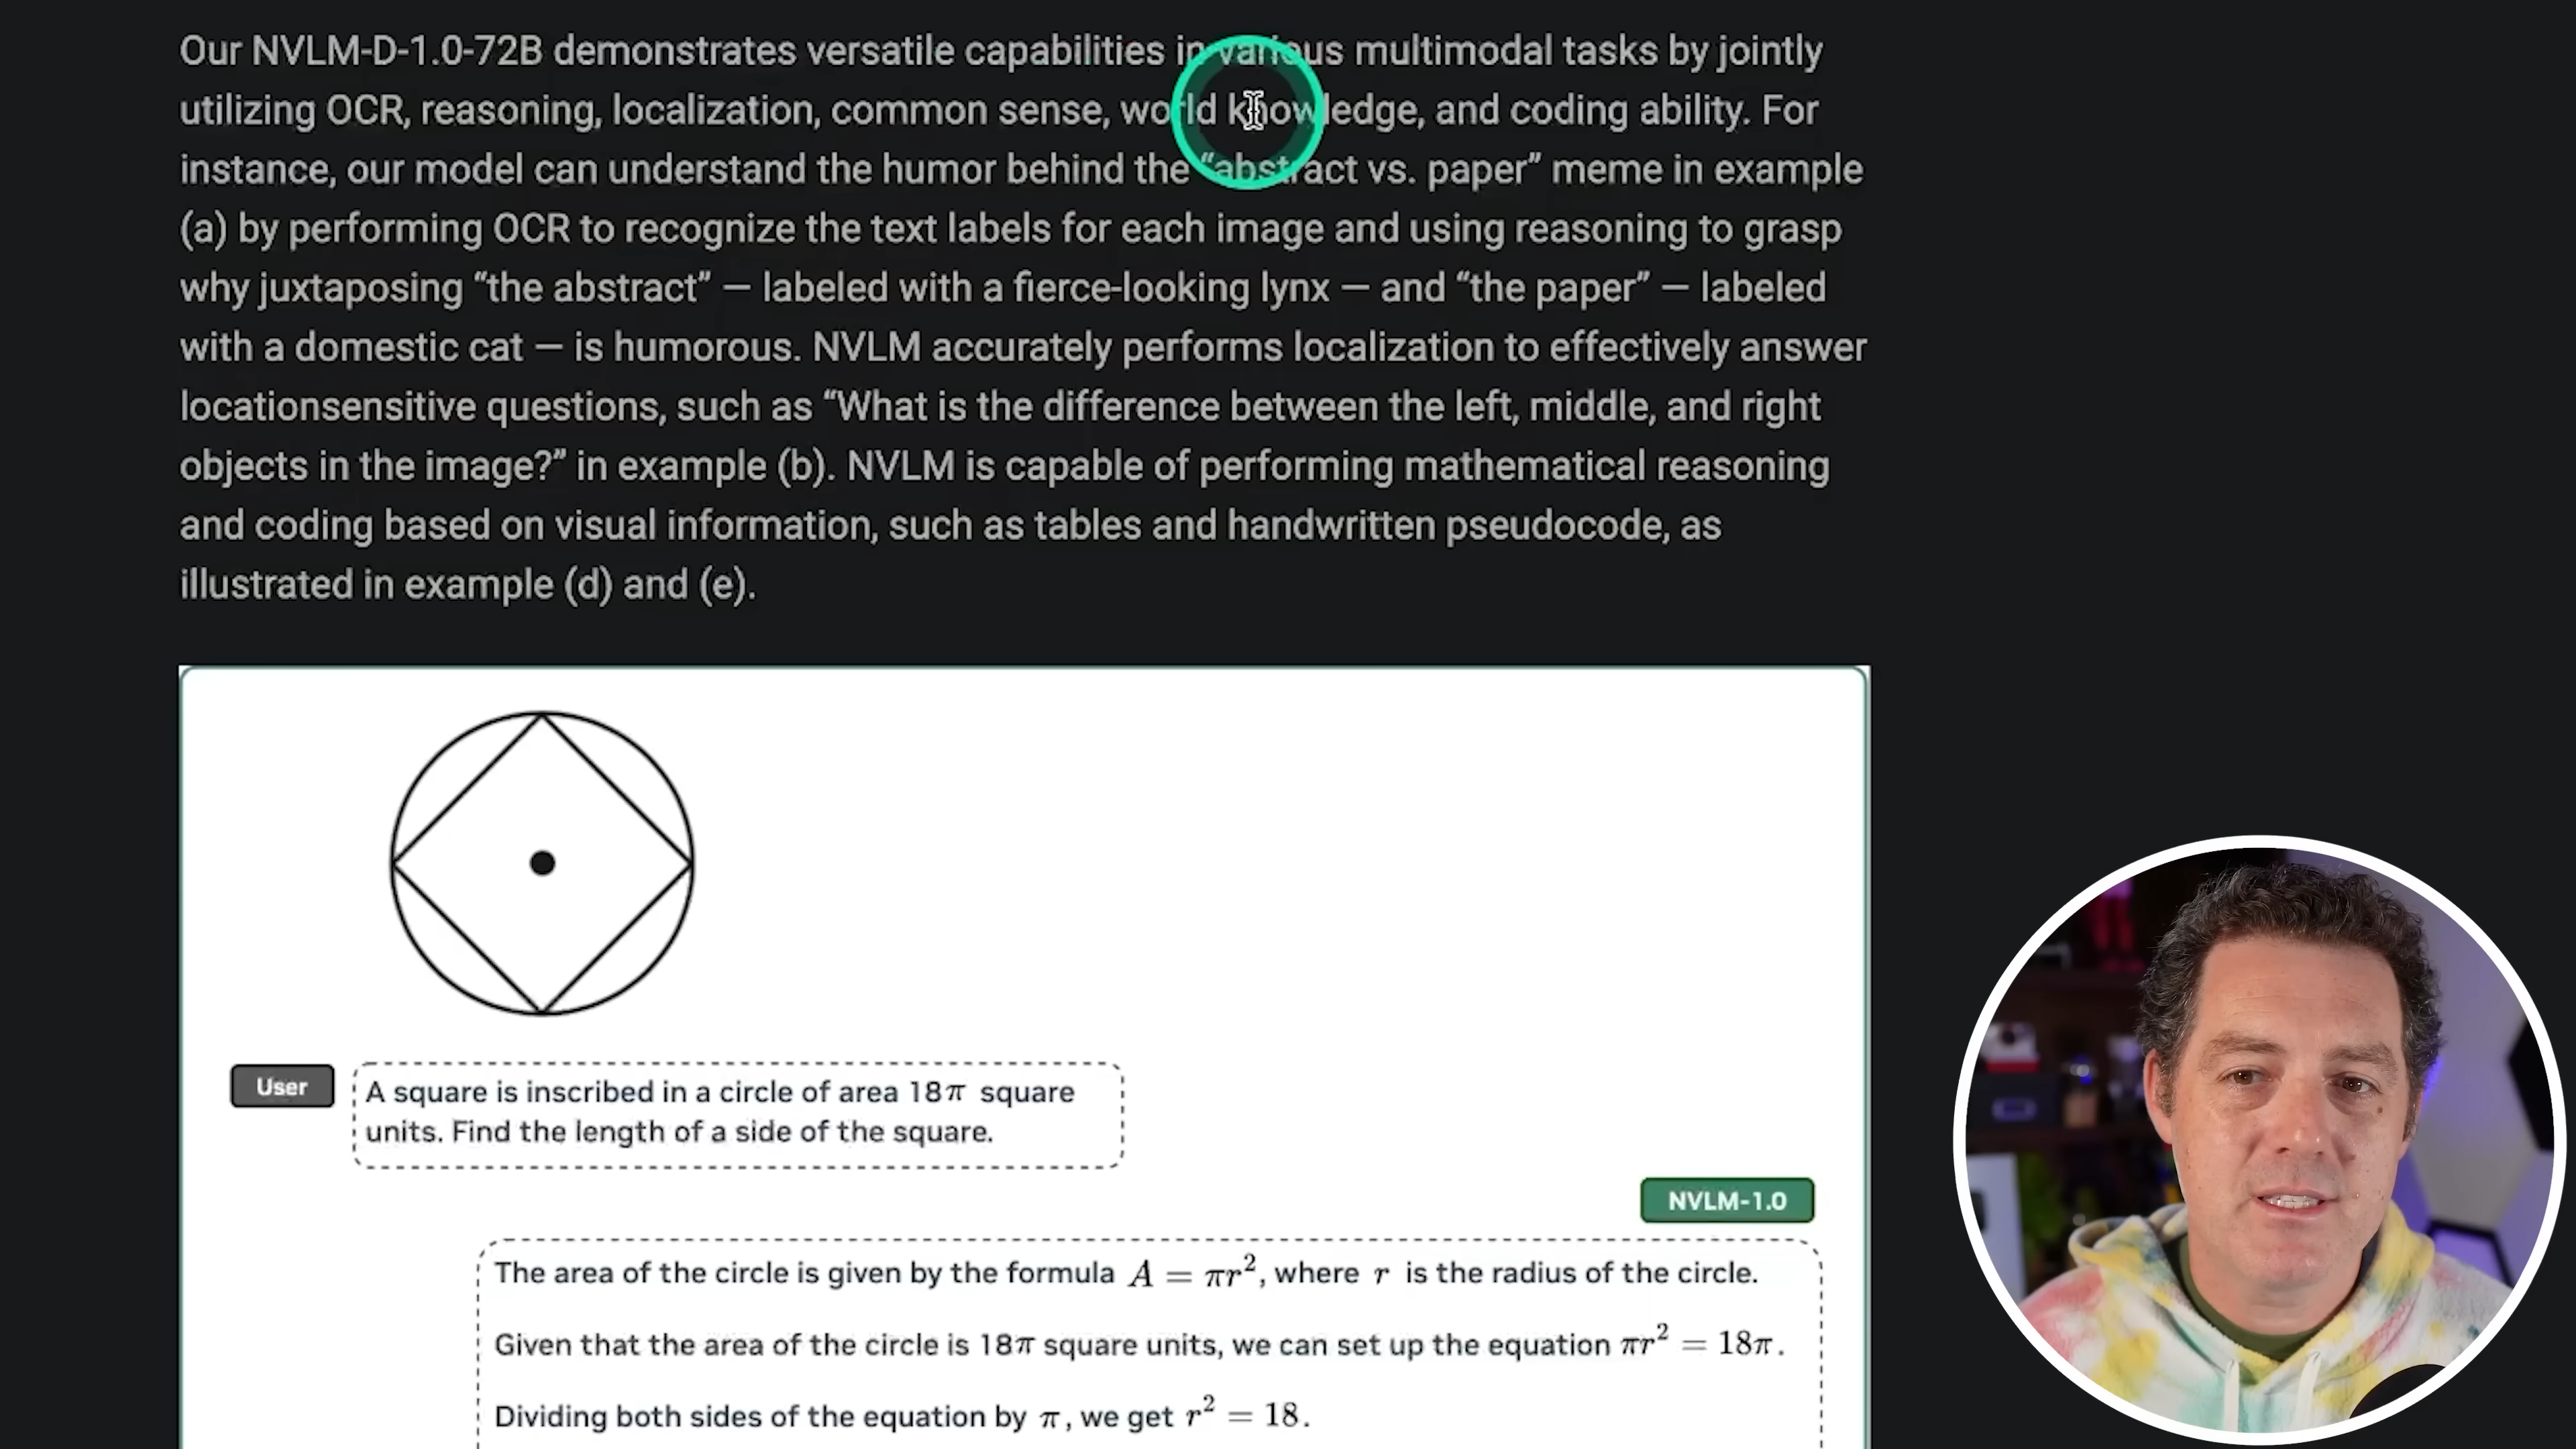 Our NVLM-D-1.0-72B demonstrates versatile capabilities in various multimodal tasks by jointly
utilizing OCR, reasoning, localization, common sense, world knowledge, and coding ability. For
instance, our model can understand the humor behind the “abstract vs. paper” meme in example
(a) by performing OCR to recognize the text labels for each image and using reasoning to grasp
why juxtaposing “the abstract” — labeled with a fierce-looking lynx — and “the paper” — labeled
with a domestic cat — is humorous. NVLM accurately performs localization to effectively answer
locationsensitive questions, such as “What is the difference between the left, middle, and right
objects in the image?” in example (b). NVLM is capable of performing mathematical reasoning
and coding based on visual information, such as tables and handwritten pseudocode, as
illustrated in example (d) and (e).
User
A square is inscribed in a circle of area 18π square
units. Find the length of a side of the square.
NVLM-1.0
The area of the circle is given by the formula A = πr², where r is the radius of the circle.
Given that the area of the circle is 18π square units, we can set up the equation πr² = 18π.
Dividing both sides of the equation by π, we get r² = 18.